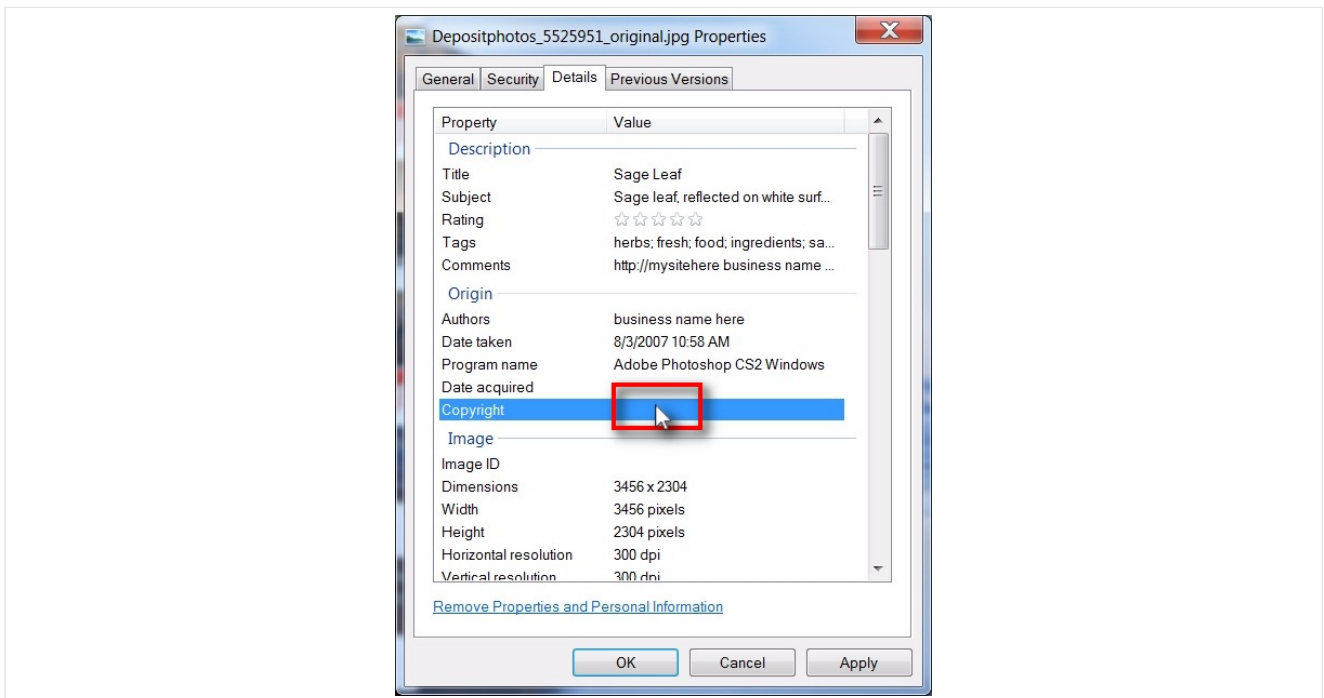 Depositphotos_5525951_original.jpg Properties
General Security Details Previous Versions
Property Value
Description
Title Sage Leaf
Subject Sage leaf, reflected on white surf...
Rating
Tags herbs; fresh; food; ingredients; sa...
Comments http://mysitehere business name ...
Origin
Authors business name here
Date taken 8/3/2007 10:58 AM
Program name Adobe Photoshop CS2 Windows
Date acquired
Copyright
Image
Image ID
Dimensions 3456 x 2304
Width 3456 pixels
Height 2304 pixels
Horizontal resolution 300 dpi
Vertical resolution 300 dpi
Remove Properties and Personal Information
OK Cancel Apply